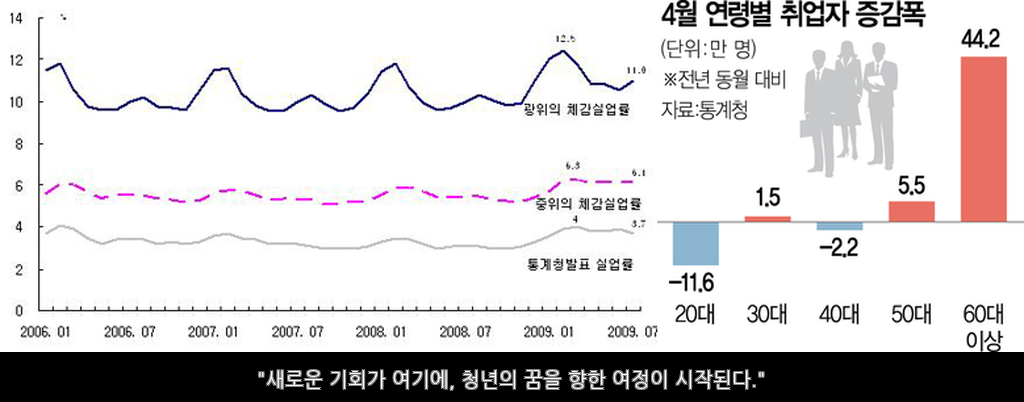 14
12
10
8
6
4
2
0
12.5
11.0
광위의 체감실업률
6.3
6.1
중위의 체감실업률
4
3.7
통계청발표 실업률
2006. 01 2006. 07 2007. 01 2007. 07 2008. 01 2008. 07 2009. 01 2009. 07
4월 연령별 취업자 증감폭
(단위:만 명)
※전년 동월 대비
자료:통계청
44.2
1.5
5.5
-2.2
-11.6
20대 30대 40대 50대 60대
이상
"새로운 기회가 여기에, 청년의 꿈을 향한 여정이 시작된다."